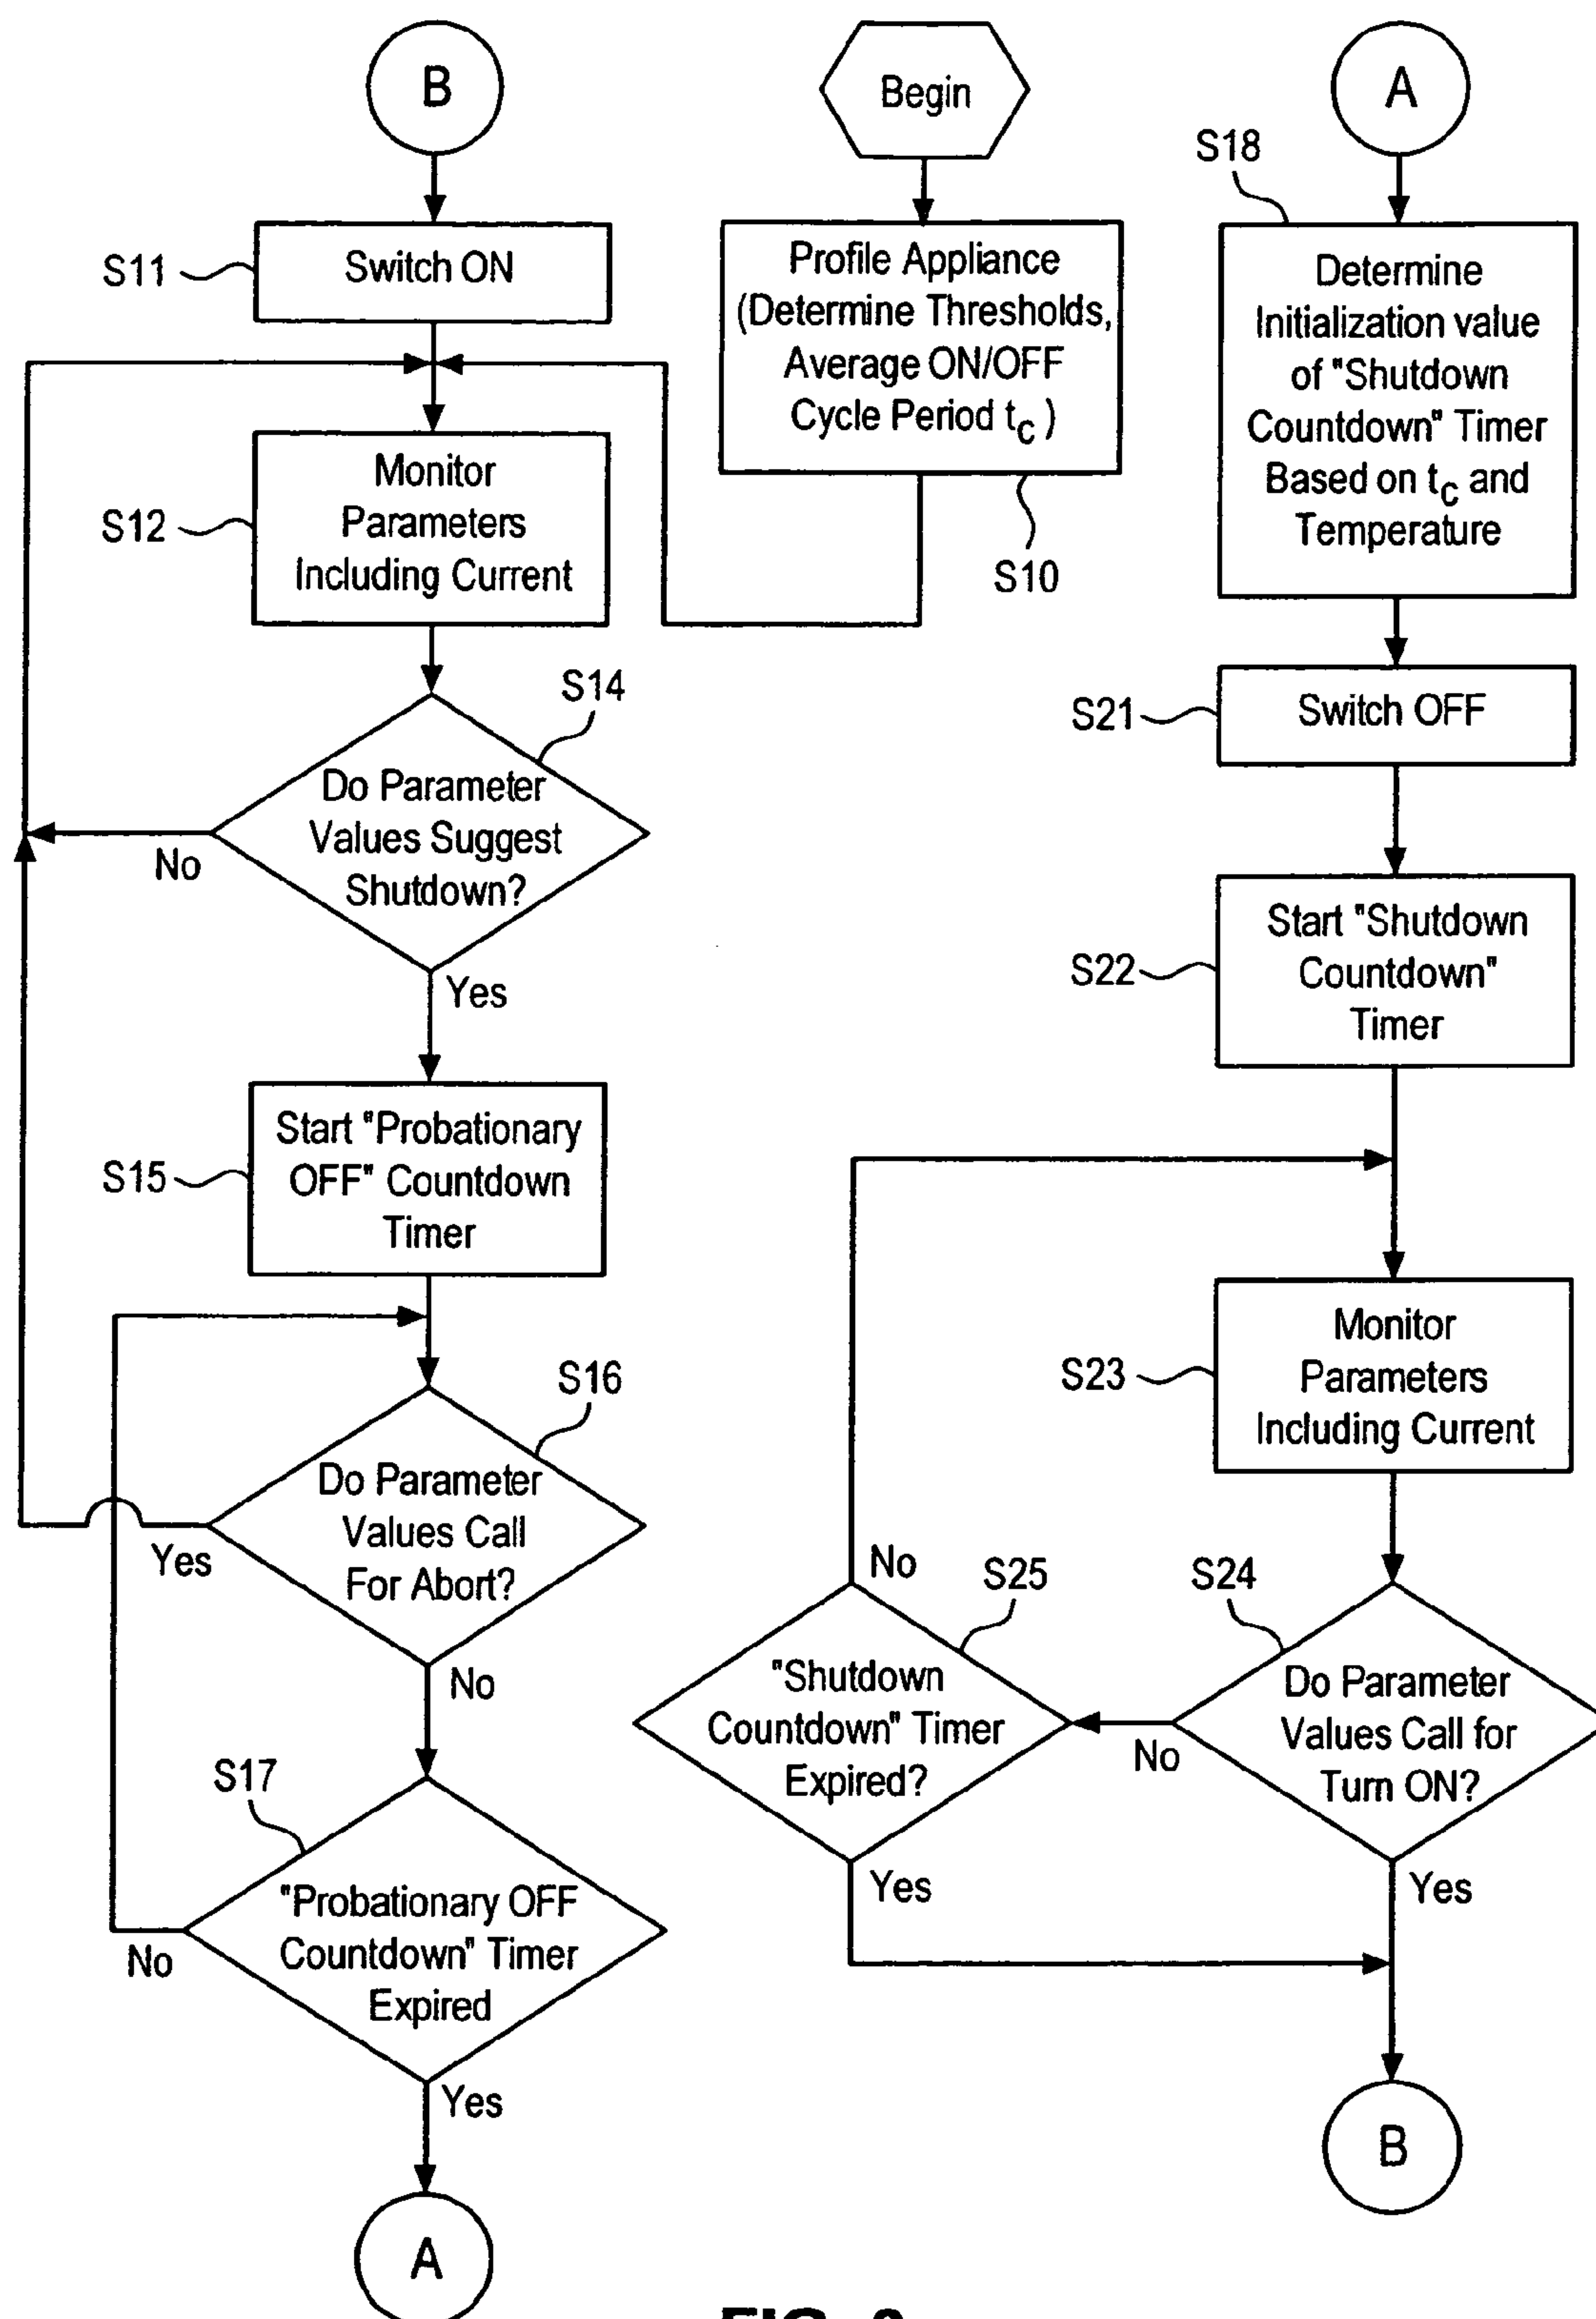 B
S11
Switch ON
S12
Monitor
Parameters
Including Current
S14
Do Parameter
Values Suggest
Shutdown?
No
Yes
S15
Start "Probationary
OFF" Countdown
Timer
S16
Do Parameter
Values Call
For Abort?
Yes
No
S17
"Probationary OFF
Countdown" Timer
Expired
No
Yes
A
Begin
Profile Appliance
(Determine Thresholds,
Average ON/OFF
Cycle Period tC )
S10
A
S18
Determine
Initialization value
of "Shutdown
Countdown" Timer
Based on tC and
Temperature
S21
Switch OFF
S22
Start "Shutdown
Countdown"
Timer
S23
Monitor
Parameters
Including Current
S24
Do Parameter
Values Call for
Turn ON?
No
Yes
S25
"Shutdown
Countdown" Timer
Expired?
No
Yes
B
FIG.